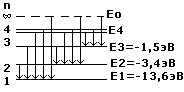 n
∞ Eo
4 E4
3 E3=-1,5эВ
2 E2=-3,4эВ
1 E1=-13,6эВ